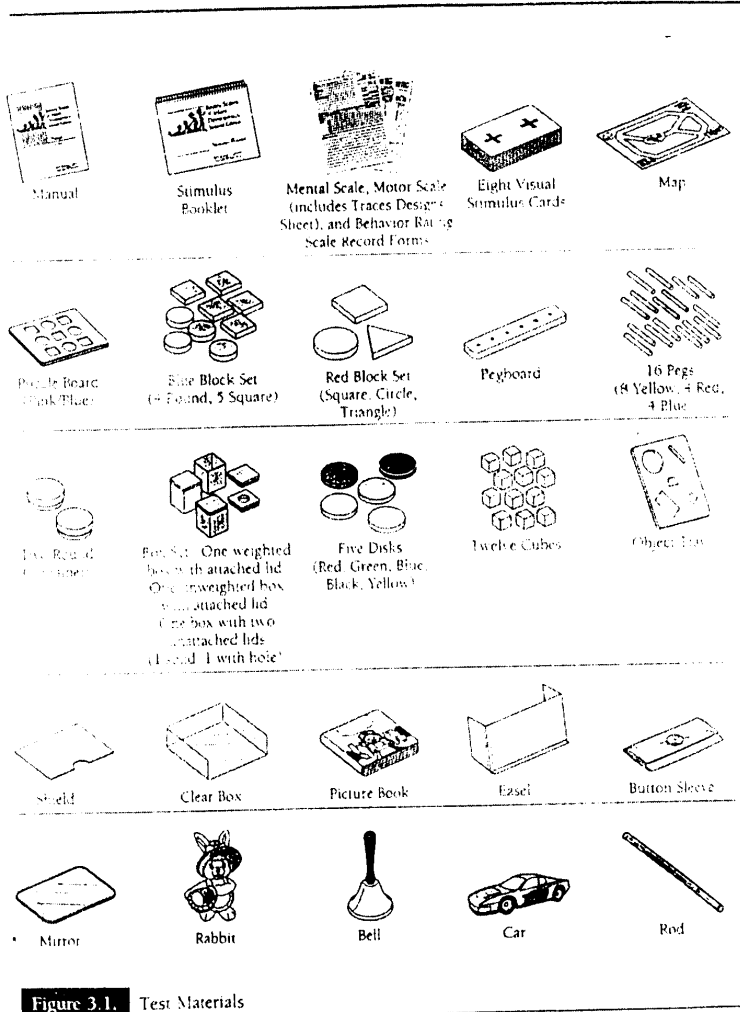 Manual
Stimulus
Booklet
Mental Scale, Motor Scale
(includes Traces Designs
Sheet), and Behavior Rating
Scale Record Forms
Eight Visual
Stimulus Cards
Map
Puzzle Board
(Pink/Blue)
Blue Block Set
(4 Round, 5 Square)
Red Block Set
(Square, Circle,
Triangle)
Pegboard
16 Pegs
(8 Yellow, 4 Red,
4 Blue)
Round
Box Set: One weighted
box with attached lid
One unweighted box
with attached lid
One box with two
unattached lids
(1 solid, 1 with hole)
Five Disks
(Red, Green, Blue,
Black, Yellow)
Twelve Cubes
Object Tray
Shield
Clear Box
Picture Book
Easel
Button Sleeve
Mirror
Rabbit
Bell
Car
Rod
Figure 3.1. Test Materials